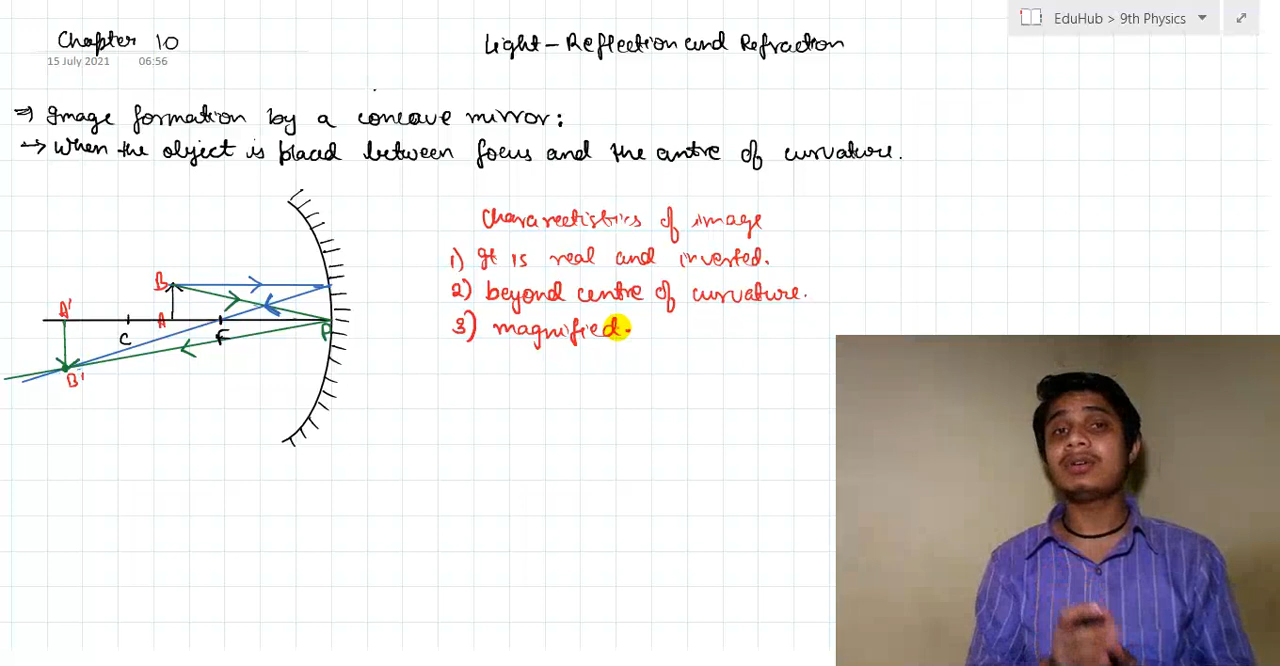 EduHub > 9th Physics
Chapter 10
Light - Reflection and Refraction
15 July 2021 06:56
⇒ Image formation by a concave mirror:
→ When the object is placed between focus and the centre of curvature.
Chararectistics of image
1) It is real and inverted.
2) beyond centre of curvature.
3) magnified.
B
A'
A
P
C
F
B'